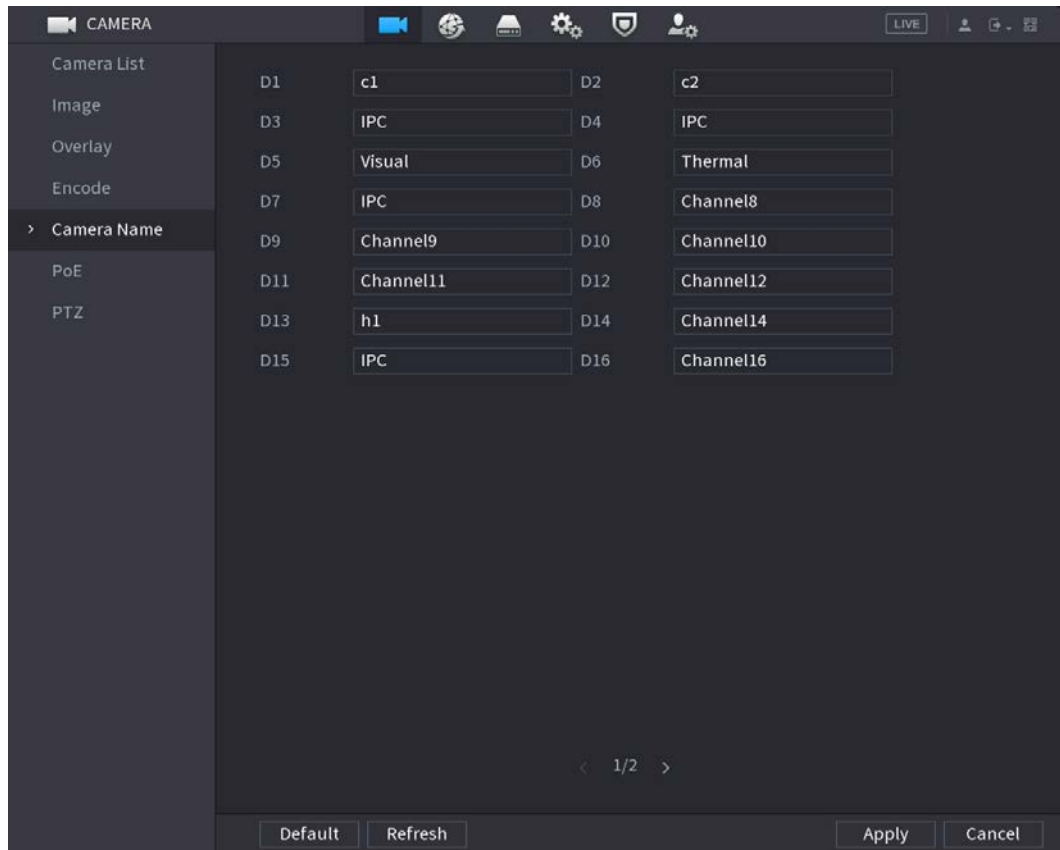 CAMERA LIVE
Camera List
Image
Overlay
Encode
> Camera Name
PoE
PTZ
D1 c1 D2 c2
D3 IPC D4 IPC
D5 Visual D6 Thermal
D7 IPC D8 Channel8
D9 Channel9 D10 Channel10
D11 Channel11 D12 Channel12
D13 h1 D14 Channel14
D15 IPC D16 Channel16
< 1/2 >
Default Refresh Apply Cancel